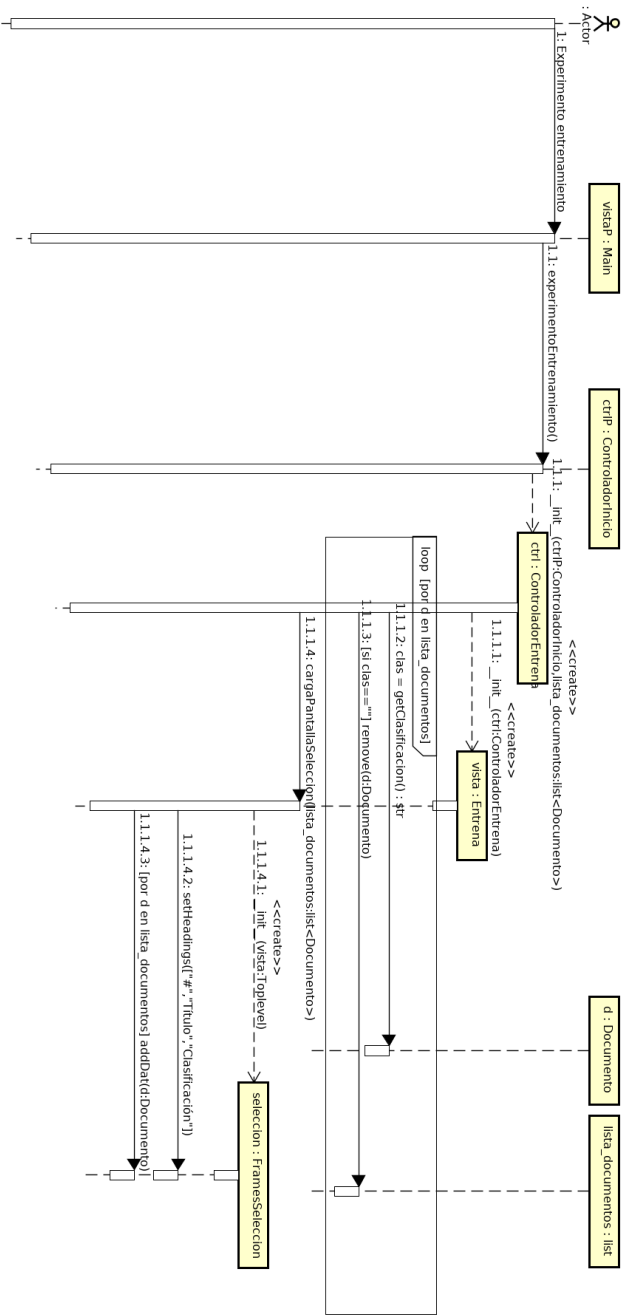 : Actor
vistaP : Main
ctrlP : ControladorInicio
d : Documento
lista_documentos : list
1: Experimento entrenamiento
1.1: experimentoEntrenamiento()
<<create>>
1.1.1: __init__(ctrlP:ControladorInicio,lista_documentos:list<Documento>)
ctrl : ControladorEntrena
<<create>>
1.1.1.1: __init__(ctrl:ControladorEntrena)
vista : Entrena
loop [por d en lista_documentos]
1.1.1.2: clas = getClasificacion() : str
1.1.1.3: [si clas==""] remove(d:Documento)
1.1.1.4: cargaPantallaSeleccion(lista_documentos:list<Documento>)
<<create>>
1.1.1.4.1: __init__(vista:Toplevel)
seleccion : FramesSeleccion
1.1.1.4.2: setHeadings(["#","Título","Clasificación"])
1.1.1.4.3: [por d en lista_documentos] addDat(d:Documento)